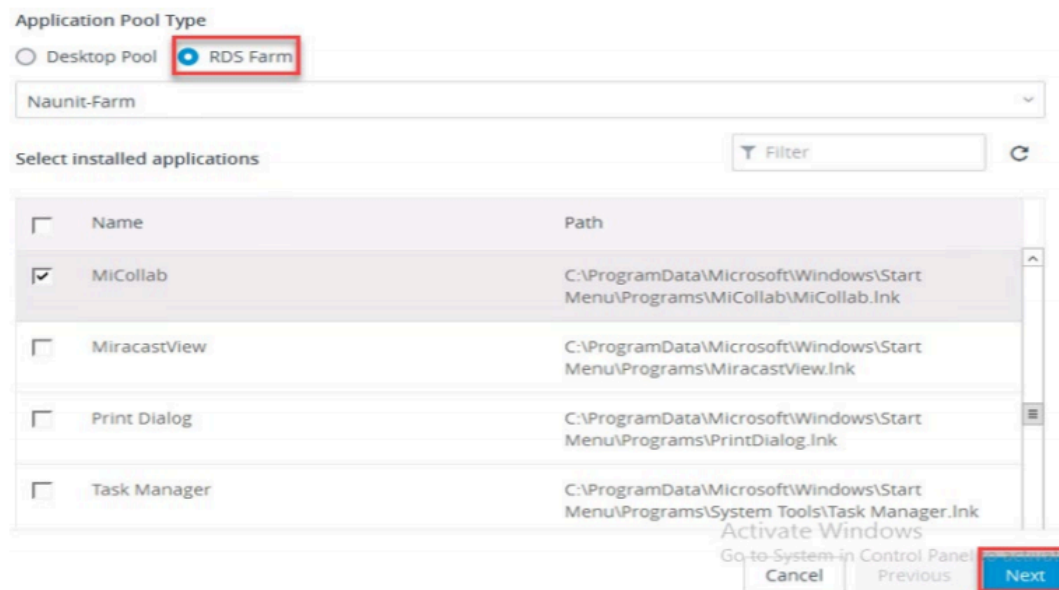 Application Pool Type
Desktop Pool RDS Farm
Naunit-Farm
Select installed applications Filter
Name Path
MiCollab C:\ProgramData\Microsoft\Windows\Start
Menu\Programs\MiCollab\MiCollab.lnk
MiracastView C:\ProgramData\Microsoft\Windows\Start
Menu\Programs\MiracastView.lnk
Print Dialog C:\ProgramData\Microsoft\Windows\Start
Menu\Programs\PrintDialog.lnk
Task Manager C:\ProgramData\Microsoft\Windows\Start
Menu\Programs\System Tools\Task Manager.lnk
Activate Windows
Go to System in Control Panel
Cancel Previous Next